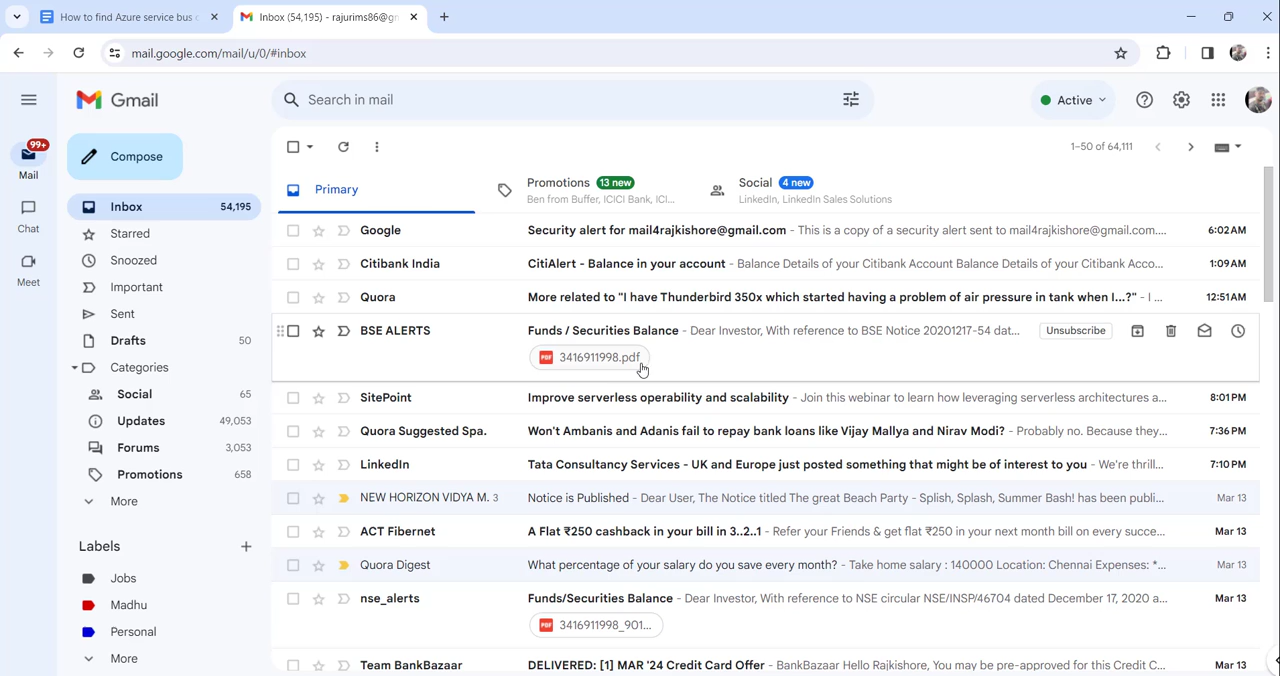 How to find Azure service bus c
Inbox (54,195) - rajurims86@gm
mail.google.com/mail/u/0/#inbox
Gmail
Search in mail
Active
99+
Mail
Chat
Meet
Compose
1–50 of 64,111
Primary
Promotions 13 new
Ben from Buffer, ICICI Bank, ICI...
Social 4 new
LinkedIn, LinkedIn Sales Solutions
Inbox 54,195
Starred
Snoozed
Important
Sent
Drafts 50
Categories
Social 65
Updates 49,053
Forums 3,053
Promotions 658
More
Labels
Jobs
Madhu
Personal
More
Google Security alert for mail4rajkishore@gmail.com - This is a copy of a security alert sent to mail4rajkishore@gmail.com.... 6:02 AM
Citibank India CitiAlert - Balance in your account - Balance Details of your Citibank Account Balance Details of your Citibank Acco... 1:09 AM
Quora More related to "I have Thunderbird 350x which started having a problem of air pressure in tank when I...?" - I ... 12:51 AM
BSE ALERTS Funds / Securities Balance - Dear Investor, With reference to BSE Notice 20201217-54 dat... Unsubscribe
PDF 3416911998.pdf
SitePoint Improve serverless operability and scalability - Join this webinar to learn how leveraging serverless architectures a... 8:01 PM
Quora Suggested Spa. Won't Ambanis and Adanis fail to repay bank loans like Vijay Mallya and Nirav Modi? - Probably no. Because they... 7:36 PM
LinkedIn Tata Consultancy Services - UK and Europe just posted something that might be of interest to you - We're thrill... 7:10 PM
NEW HORIZON VIDYA M. 3 Notice is Published - Dear User, The Notice titled The great Beach Party - Splish, Splash, Summer Bash! has been publi... Mar 13
ACT Fibernet A Flat ₹250 cashback in your bill in 3..2..1 - Refer your Friends & get flat ₹250 in your next month bill on every succe... Mar 13
Quora Digest What percentage of your salary do you save every month? - Take home salary : 140000 Location: Chennai Expenses: *... Mar 13
nse_alerts Funds/Securities Balance - Dear Investor, With reference to NSE circular NSE/INSP/46704 dated December 17, 2020 a... Mar 13
PDF 3416911998_901...
Team BankBazaar DELIVERED: [1] MAR '24 Credit Card Offer - BankBazaar Hello Rajkishore, You may be pre-approved for this Credit C... Mar 13